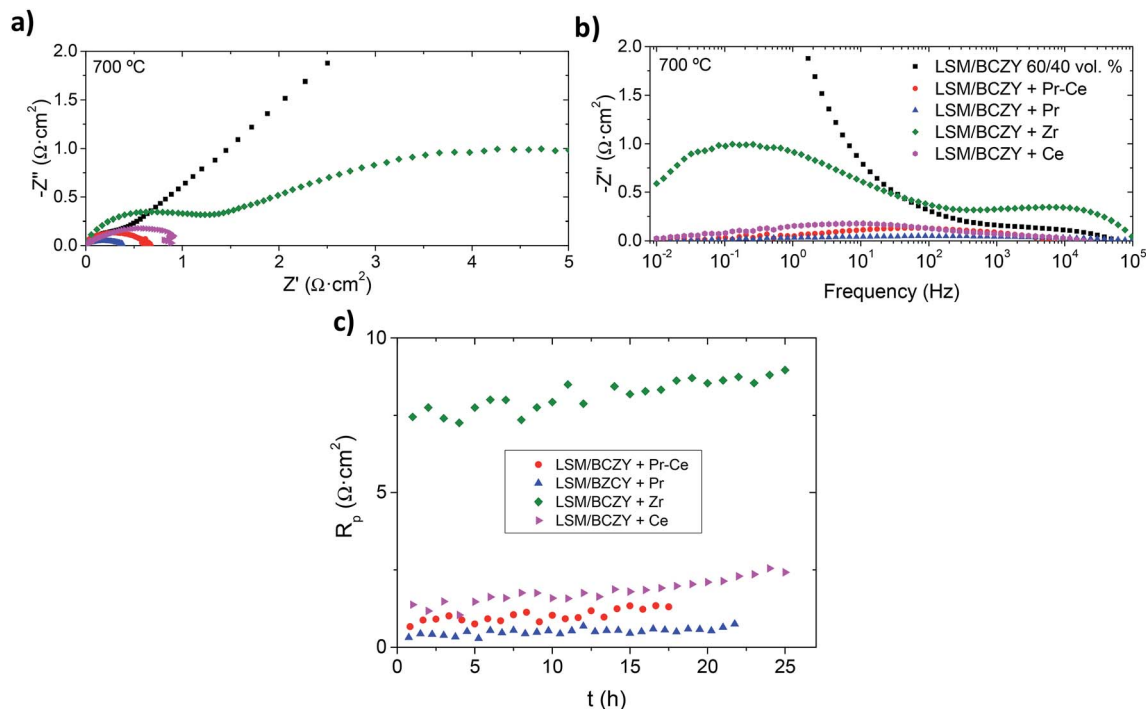 a)
700 ºC
2.0
1.5
1.0
0.5
0.0
-Z" (Ω·cm²)
0
1
2
3
4
5
Z' (Ω·cm²)
b)
700 ºC
2.0
1.5
1.0
0.5
0.0
-Z" (Ω·cm²)
LSM/BCZY 60/40 vol. %
LSM/BCZY + Pr-Ce
LSM/BCZY + Pr
LSM/BCZY + Zr
LSM/BCZY + Ce
10⁻²
10⁻¹
10⁰
10¹
10²
10³
10⁴
10⁵
Frequency (Hz)
c)
10
5
0
Rₚ (Ω·cm²)
LSM/BCZY + Pr-Ce
LSM/BZCY + Pr
LSM/BCZY + Zr
LSM/BCZY + Ce
0
5
10
15
20
25
t (h)